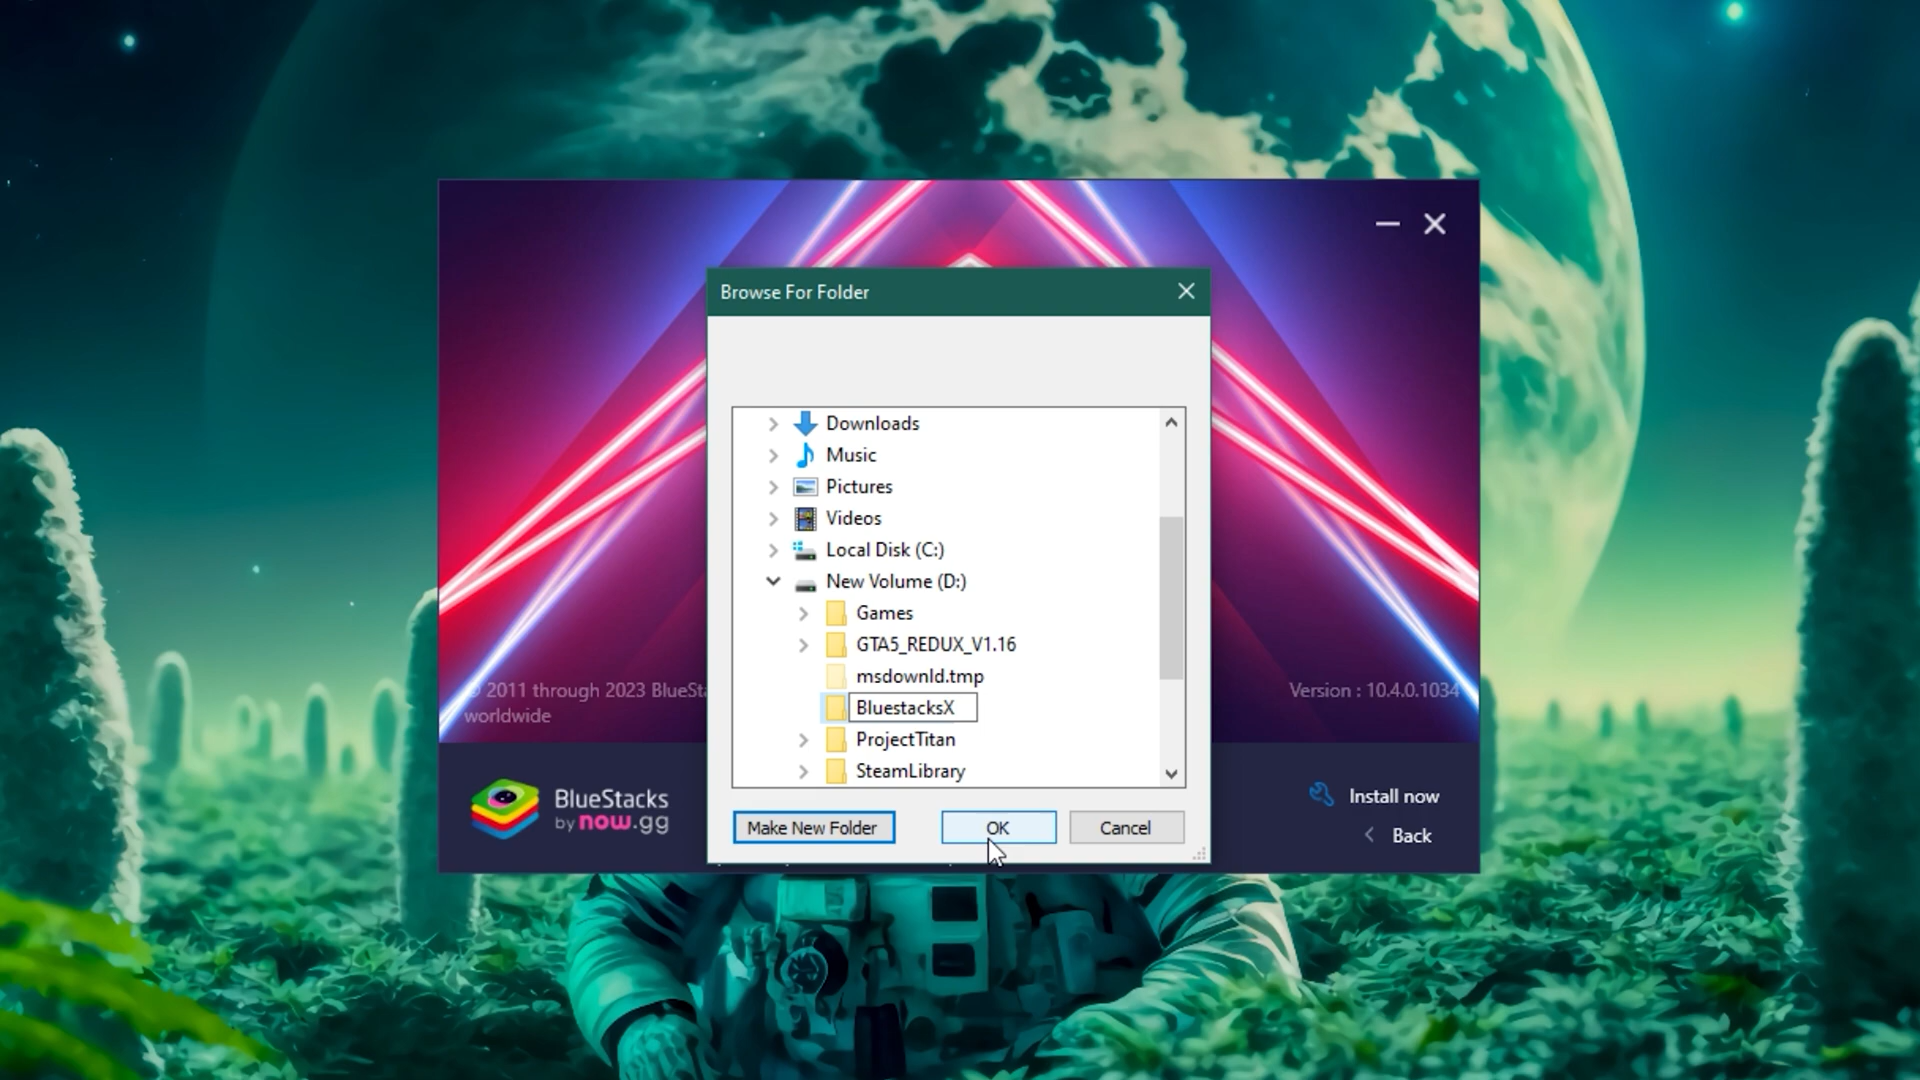 Browse For Folder
Downloads
Music
Pictures
Videos
Local Disk (C:)
New Volume (D:)
Games
GTA5_REDUX_V1.16
msdownld.tmp
BluestacksX
ProjectTitan
SteamLibrary
Make New Folder
OK
Cancel
© 2011 through 2023 BlueSta
worldwide
Version : 10.4.0.1034
BlueStacks
by now.gg
Install now
Back